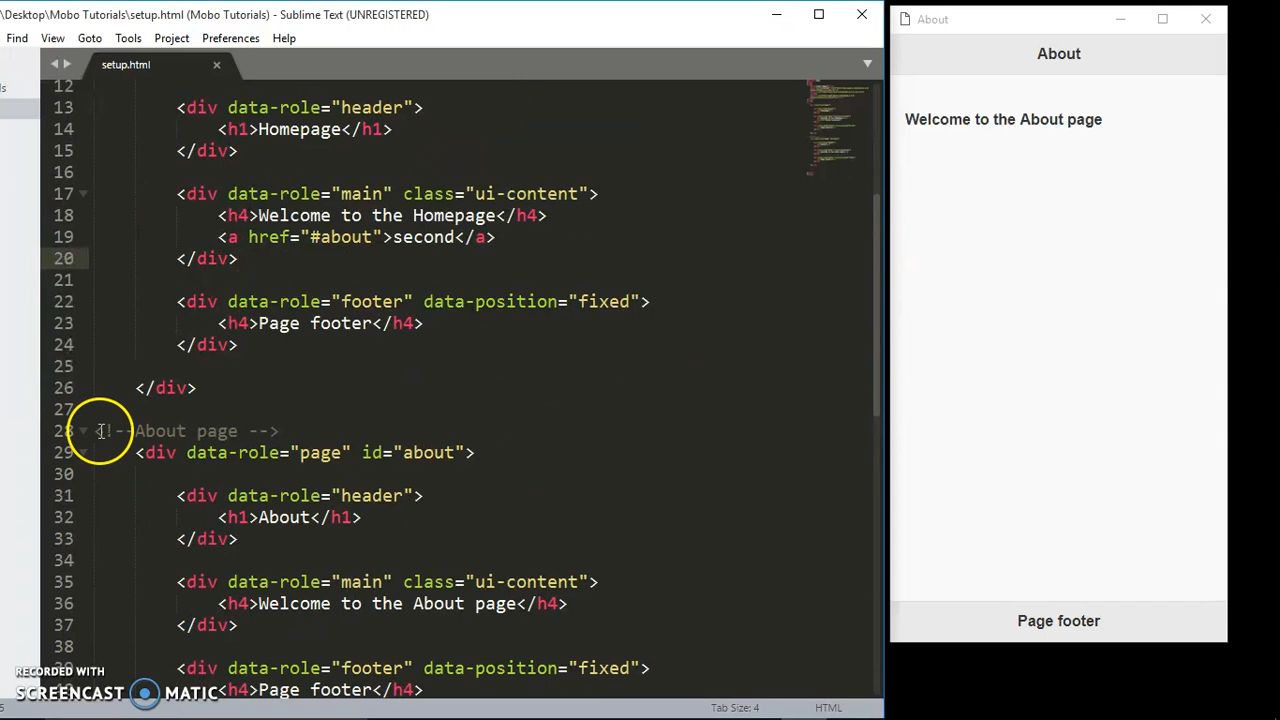 \Desktop\Mobo Tutorials\setup.html (Mobo Tutorials) - Sublime Text (UNREGISTERED)
Find View Goto Tools Project Preferences Help
setup.html
12
13 <div data-role="header">
14 <h1>Homepage</h1>
15 </div>
16
17 <div data-role="main" class="ui-content">
18 <h4>Welcome to the Homepage</h4>
19 <a href="#about">second</a>
20 </div>
21
22 <div data-role="footer" data-position="fixed">
23 <h4>Page footer</h4>
24 </div>
25
26 </div>
27
28 <!--About page -->
29 <div data-role="page" id="about">
30
31 <div data-role="header">
32 <h1>About</h1>
33 </div>
34
35 <div data-role="main" class="ui-content">
36 <h4>Welcome to the About page</h4>
37 </div>
38
<div data-role="footer" data-position="fixed">
<h4>Page footer</h4>
Tab Size: 4 HTML
RECORDED WITH
SCREENCAST MATIC
About
About
Welcome to the About page
Page footer